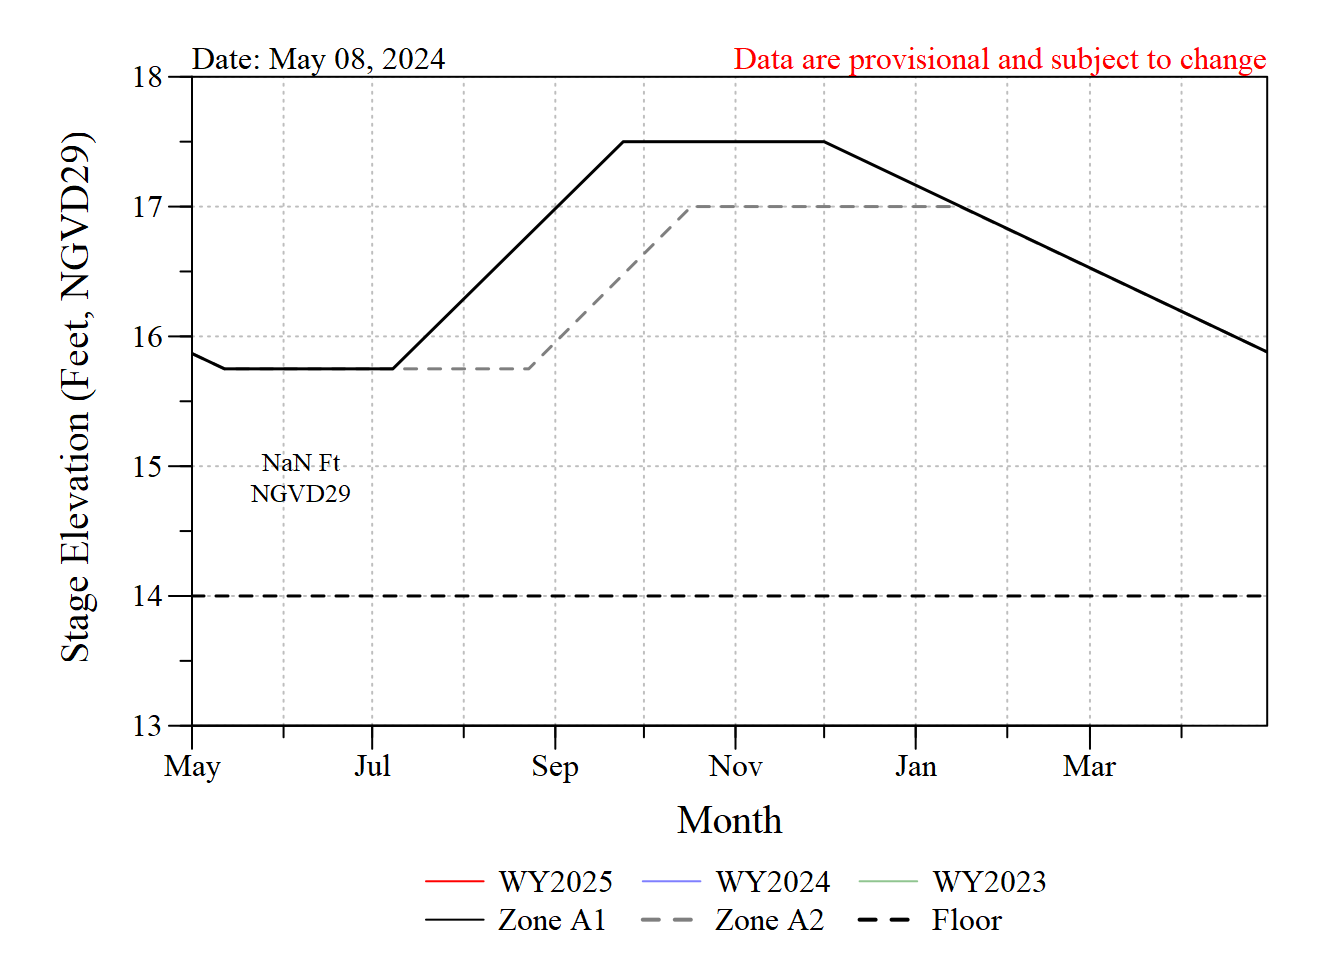 Date: May 08, 2024
Data are provisional and subject to change
Stage Elevation (Feet, NGVD29)
18
17
16
15
14
13
NaN Ft
NGVD29
May Jul Sep Nov Jan Mar
Month
WY2025 WY2024 WY2023
Zone A1 Zone A2 Floor